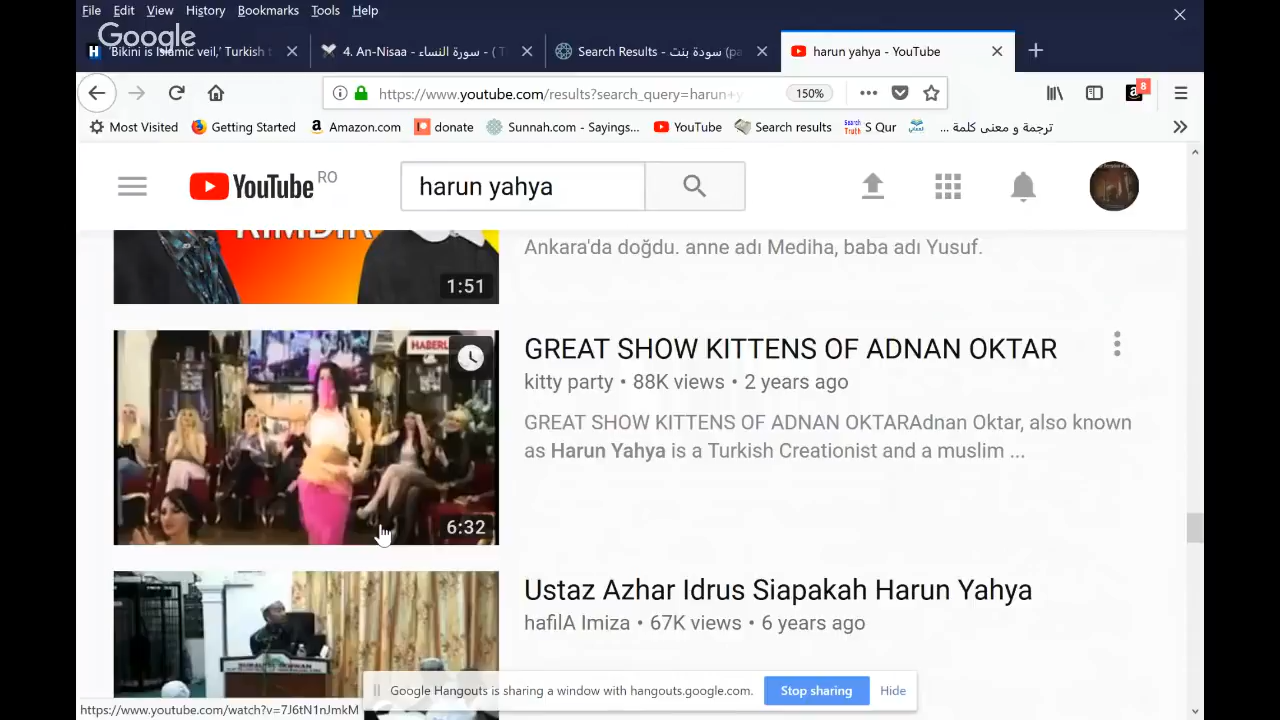 File Edit View History Bookmarks Tools Help
Google
'Bikini is Islamic veil,' Turkish t
4. An-Nisaa - سورة النساء - ( T
Search Results - سودة بنت (pa
harun yahya - YouTube
https://www.youtube.com/results?search_query=harun+y
150%
8
Most Visited Getting Started Amazon.com donate Sunnah.com - Sayings... YouTube Search results Search Truth S Qur ترجمة و معنى كلمة ...
YouTube RO
harun yahya
KIMDIR
1:51
Ankara'da doğdu. anne adı Mediha, baba adı Yusuf.
HABERL
6:32
GREAT SHOW KITTENS OF ADNAN OKTAR
kitty party • 88K views • 2 years ago
GREAT SHOW KITTENS OF ADNAN OKTARAdnan Oktar, also known
as Harun Yahya is a Turkish Creationist and a muslim ...
Ustaz Azhar Idrus Siapakah Harun Yahya
hafilA Imiza • 67K views • 6 years ago
Google Hangouts is sharing a window with hangouts.google.com. Stop sharing Hide
https://www.youtube.com/watch?v=7J6tN1nJmkM